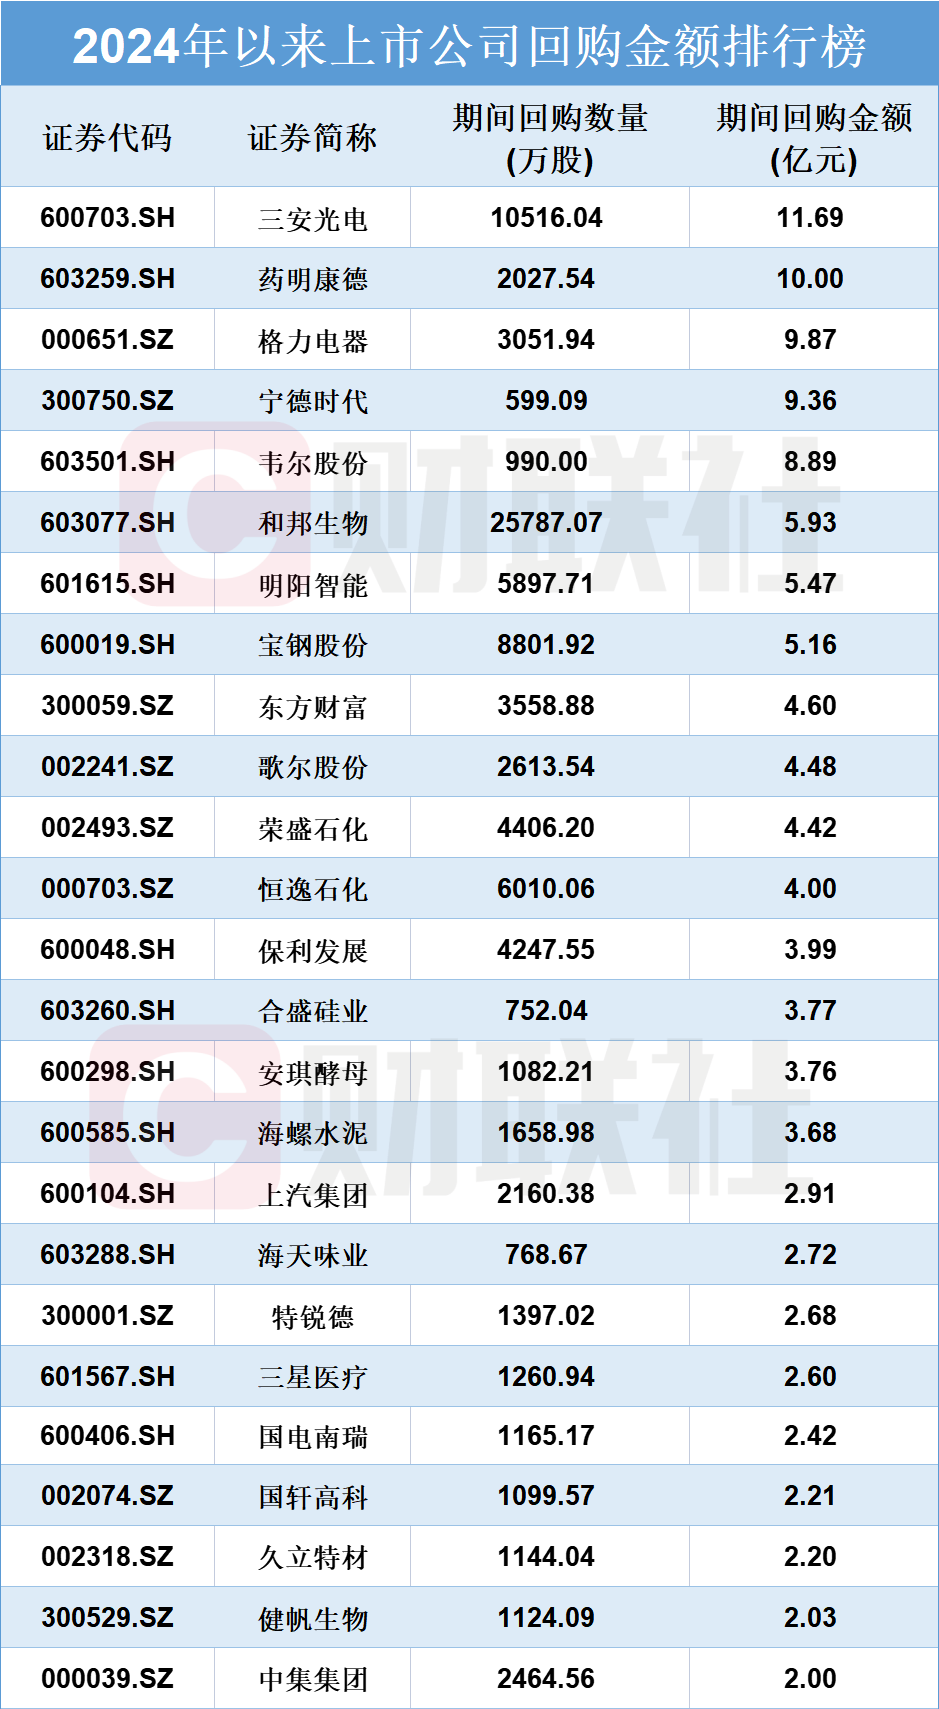 2024年以来上市公司回购金额排行榜
证券代码 证券简称 期间回购数量(万股) 期间回购金额(亿元)
600703.SH 三安光电 10516.04 11.69
603259.SH 药明康德 2027.54 10.00
000651.SZ 格力电器 3051.94 9.87
300750.SZ 宁德时代 599.09 9.36
603501.SH 韦尔股份 990.00 8.89
603077.SH 和邦生物 25787.07 5.93
601615.SH 明阳智能 5897.71 5.47
600019.SH 宝钢股份 8801.92 5.16
300059.SZ 东方财富 3558.88 4.60
002241.SZ 歌尔股份 2613.54 4.48
002493.SZ 荣盛石化 4406.20 4.42
000703.SZ 恒逸石化 6010.06 4.00
600048.SH 保利发展 4247.55 3.99
603260.SH 合盛硅业 752.04 3.77
600298.SH 安琪酵母 1082.21 3.76
600585.SH 海螺水泥 1658.98 3.68
600104.SH 上汽集团 2160.38 2.91
603288.SH 海天味业 768.67 2.72
300001.SZ 特锐德 1397.02 2.68
601567.SH 三星医疗 1260.94 2.60
600406.SH 国电南瑞 1165.17 2.42
002074.SZ 国轩高科 1099.57 2.21
002318.SZ 久立特材 1144.04 2.20
300529.SZ 健帆生物 1124.09 2.03
000039.SZ 中集集团 2464.56 2.00
C 财联社
C 财联社